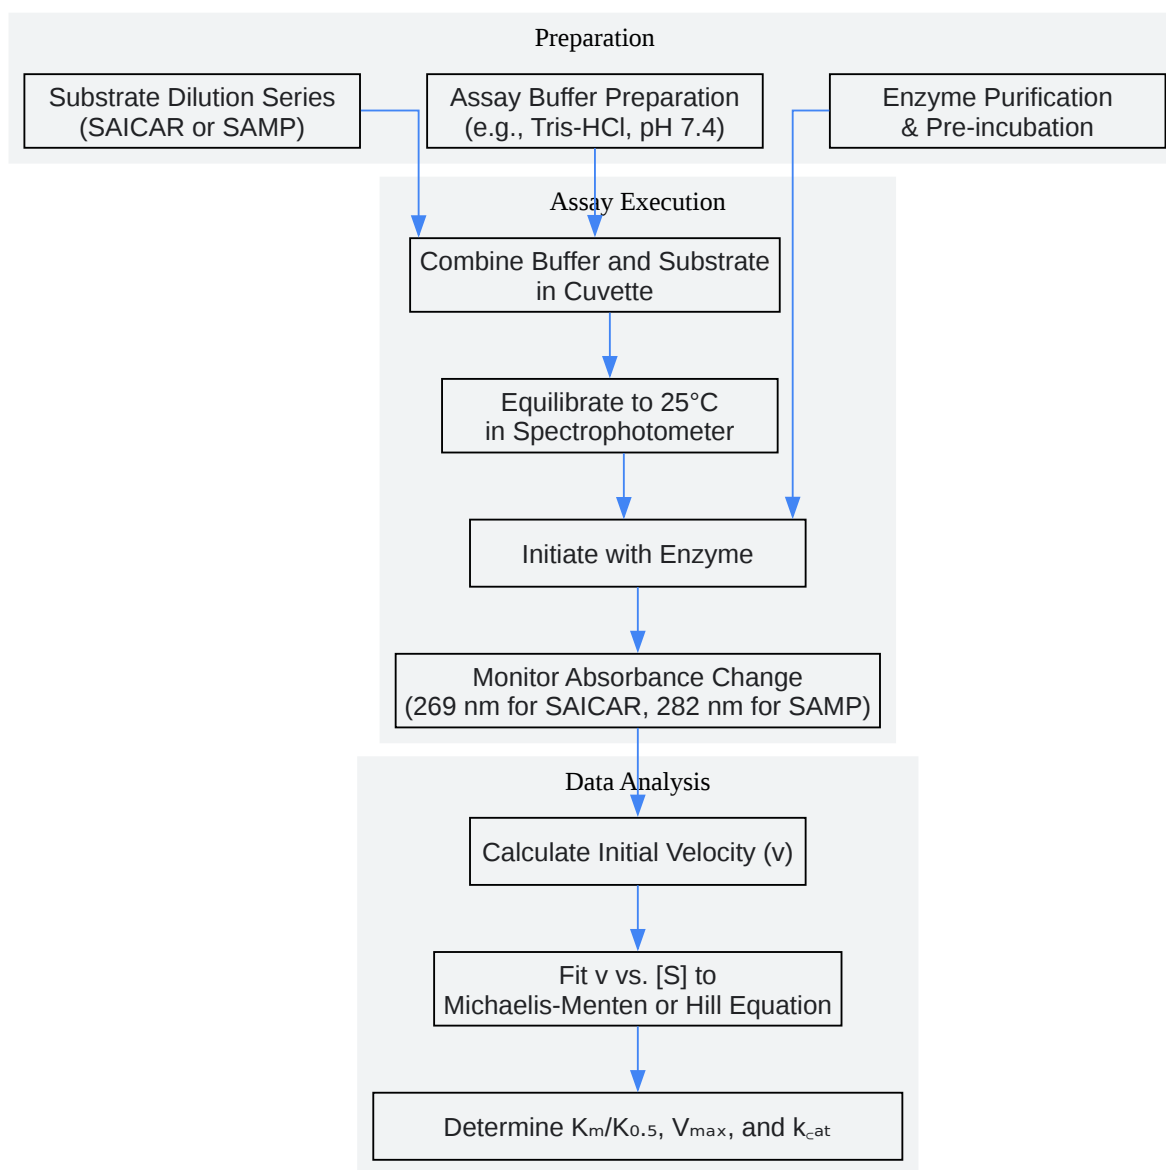 Preparation
Substrate Dilution Series
(SAICAR or SAMP)
Assay Buffer Preparation
(e.g., Tris-HCl, pH 7.4)
Enzyme Purification
& Pre-incubation
Assay Execution
Combine Buffer and Substrate
in Cuvette
Equilibrate to 25°C
in Spectrophotometer
Initiate with Enzyme
Monitor Absorbance Change
(269 nm for SAICAR, 282 nm for SAMP)
Data Analysis
Calculate Initial Velocity (v)
Fit v vs. [S] to
Michaelis-Menten or Hill Equation
Determine Kₘ/K₀.₅, Vₘₐₓ, and k꜀ₐₜ